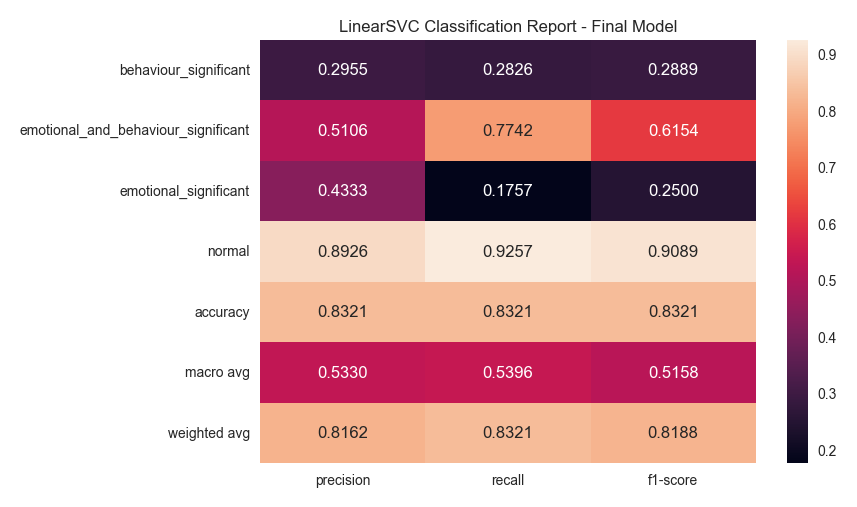 LinearSVC Classification Report - Final Model
behaviour_significant 0.2955 0.2826 0.2889
emotional_and_behaviour_significant 0.5106 0.7742 0.6154
emotional_significant 0.4333 0.1757 0.2500
normal 0.8926 0.9257 0.9089
accuracy 0.8321 0.8321 0.8321
macro avg 0.5330 0.5396 0.5158
weighted avg 0.8162 0.8321 0.8188
precision recall f1-score
0.9
0.8
0.7
0.6
0.5
0.4
0.3
0.2